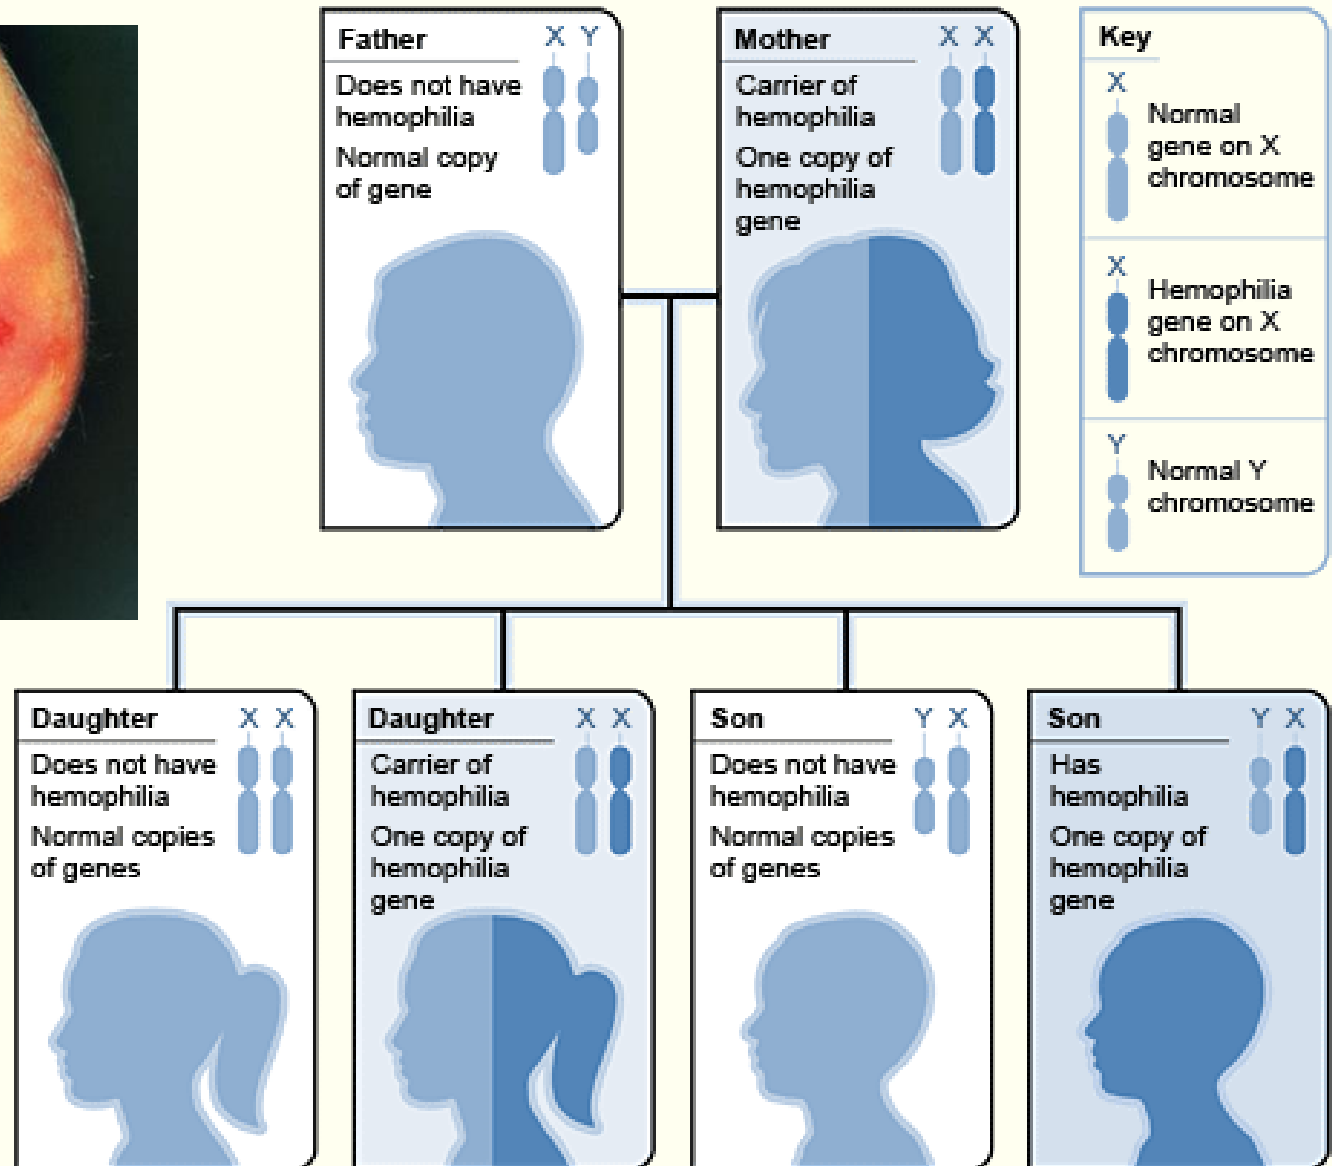 Father
X Y
Does not have
hemophilia
Normal copy
of gene
Mother
X X
Carrier of
hemophilia
One copy of
hemophilia
gene
Key
X
Normal
gene on X
chromosome
X
Hemophilia
gene on X
chromosome
Y
Normal Y
chromosome
Daughter
X X
Does not have
hemophilia
Normal copies
of genes
Daughter
X X
Carrier of
hemophilia
One copy of
hemophilia
gene
Son
Y X
Does not have
hemophilia
Normal copies
of genes
Son
Y X
Has
hemophilia
One copy of
hemophilia
gene